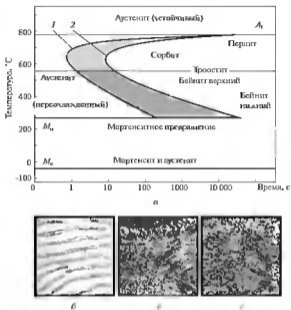 Аустенит (устойчивый)
1
2
A₁
800
Перлит
Сорбит
600
Троостит
Аустенит
Бейнит верхний
400
Бейнит
нижний
(переохлажденный)
Температура, °С
200
Mн
Мартенситное превращение
0
Mк
Мартенсит и аустенит
-100
0 1 10 100 1000 10 000 Время, с
а
б